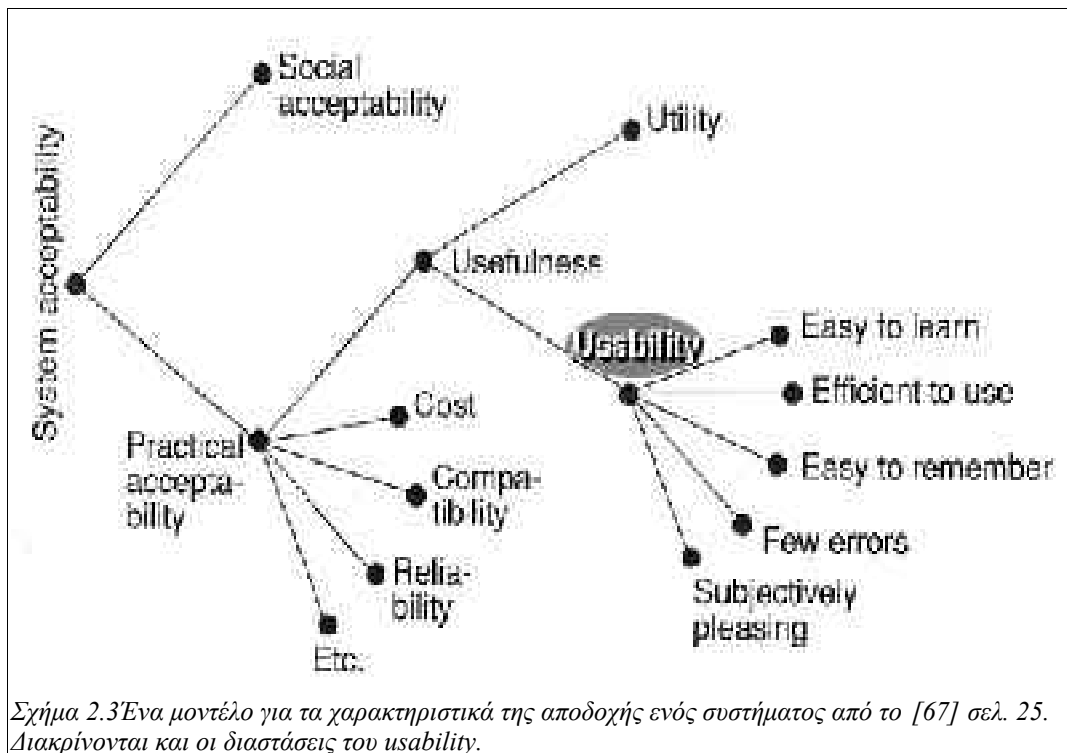 System acceptability
Social
acceptability
Utility
Usefulness
Usability
Easy to learn
Efficient to use
Easy to remember
Few errors
Subjectively
pleasing
Practical
accepta-
bility
Cost
Compa-
tibility
Relia-
bility
Etc.
Σχήμα 2.3Ένα μοντέλο για τα χαρακτηριστικά της αποδοχής ενός συστήματος από το [67] σελ. 25.
Διακρίνονται και οι διαστάσεις του usability.